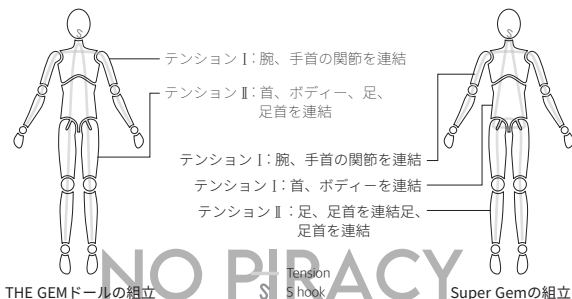 テンション Ⅰ：腕、手首の関節を連結
テンション Ⅱ：首、ボディー、足、
足首を連結
テンション Ⅰ：腕、手首の関節を連結
テンション Ⅰ：首、ボディーを連結
テンション Ⅱ：足、足首を連結足、
足首を連結
NO PIRACY
Tension
S hook
THE GEMドールの組立
Super Gemの組立